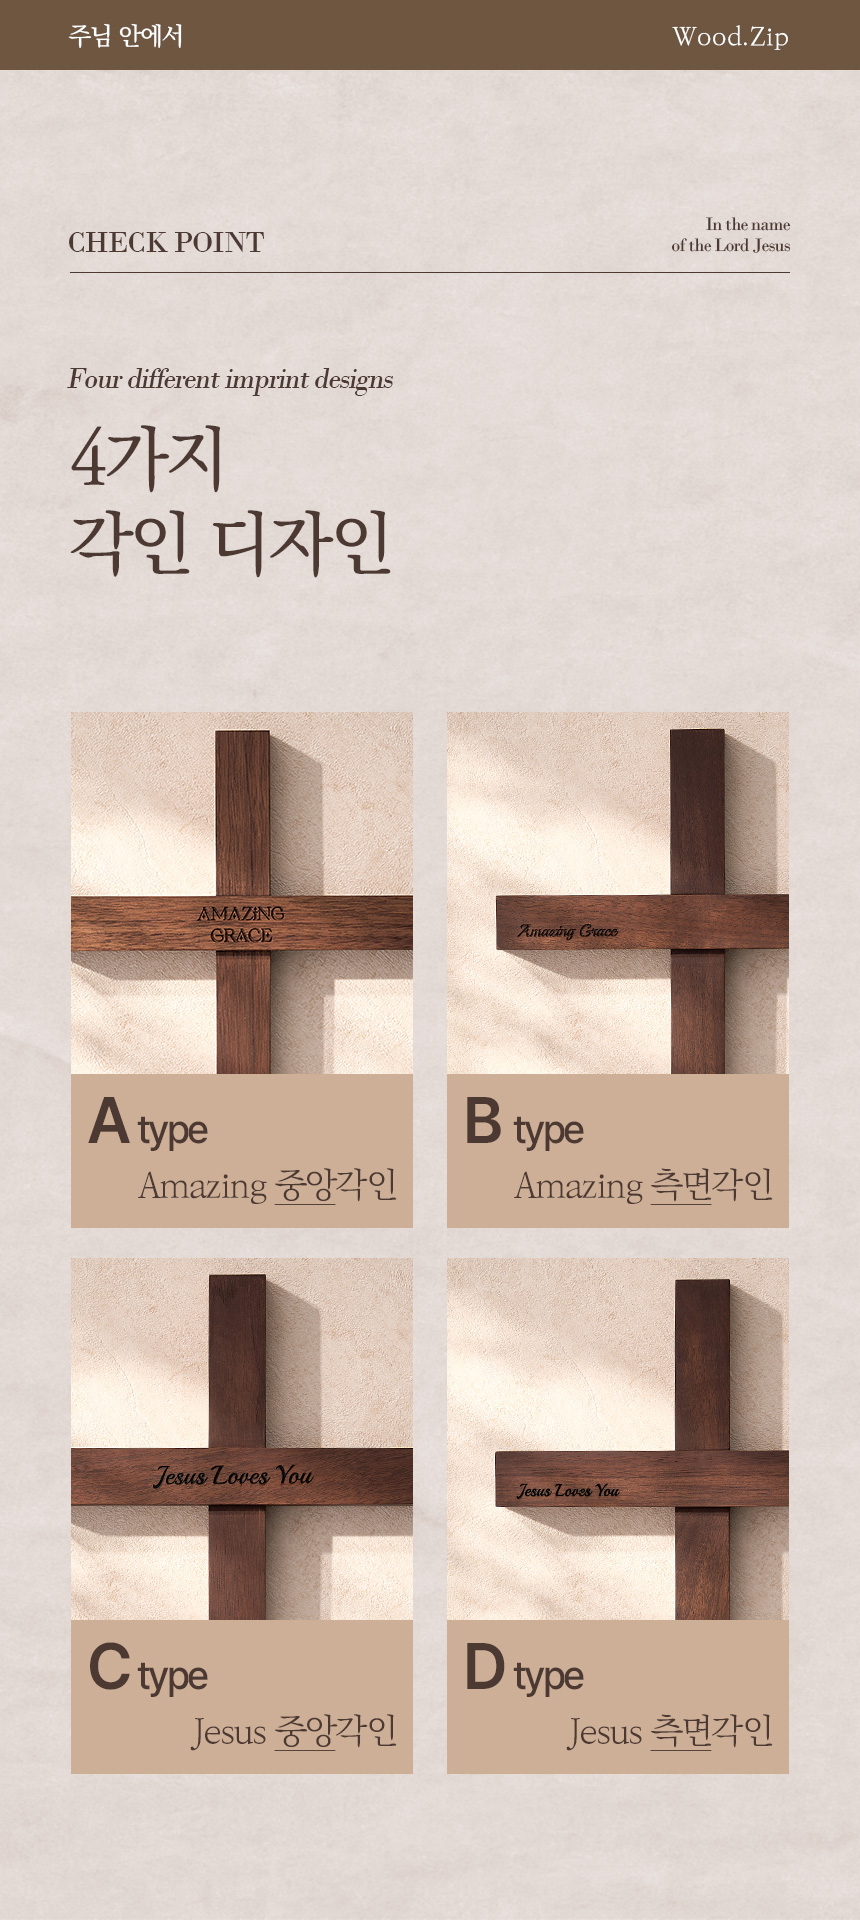 주님 안에서
Wood.Zip
CHECK POINT
In the name
of the Lord Jesus
Four different imprint designs
4가지
각인 디자인
AMAZiNG
GRACE
A type
Amazing 중앙각인
Amazing Grace
B type
Amazing 측면각인
Jesus Loves You
C type
Jesus 중앙각인
Jesus Loves You
D type
Jesus 측면각인